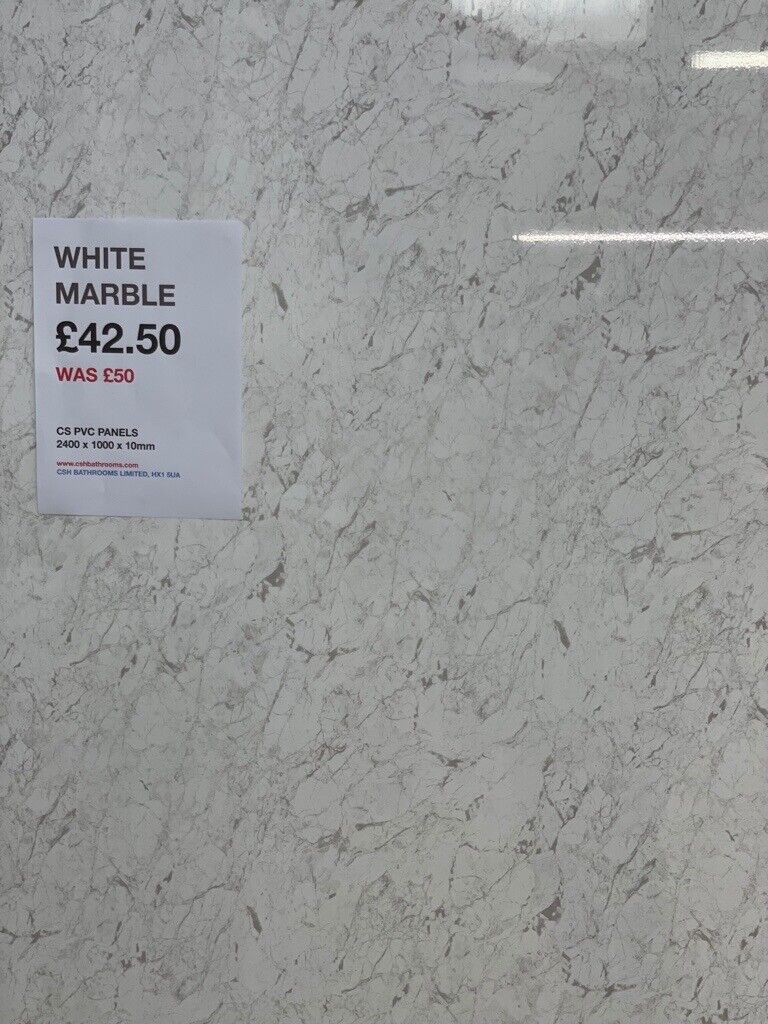 WHITE
MARBLE
£42.50
WAS £50
CS PVC PANELS
2400 x 1000 x 10mm
www.cshbathrooms.com
CSH BATHROOMS LIMITED, HX1 5UA